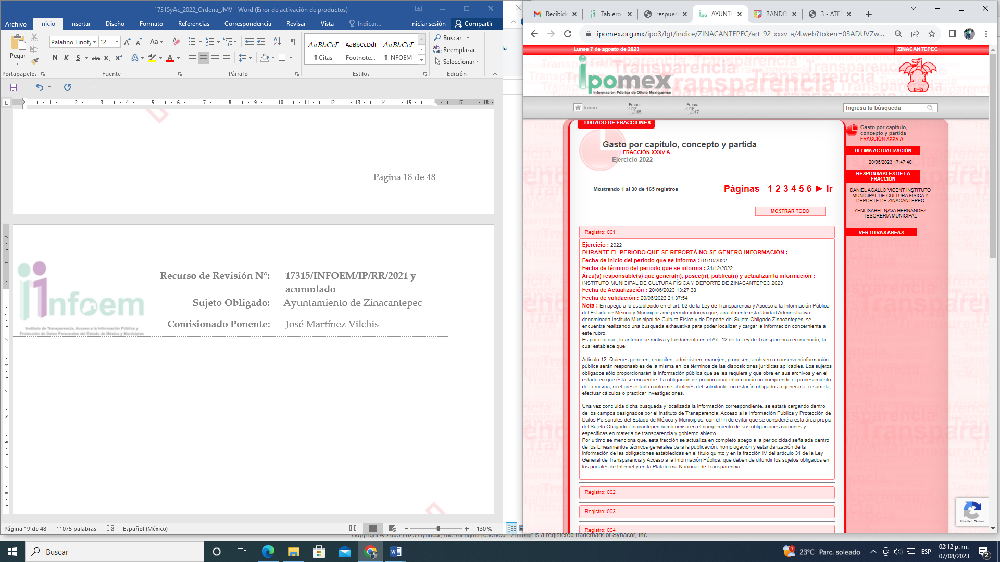 17315yAc_2022_Ordena_JMV - Word (Error de activación de productos)
Archivo Inicio Insertar Diseño Formato Referencias Correspondencia Revisar Vista Indicar... Iniciar sesión Compartir
Pegar
Palatino Linoty 12
N K S abc x₂ x²
AaBbCcL AaBbCcDdE AaBbCcL
¶ Citas Footnote... ¶ INFOEM
Buscar
Reemplazar
Seleccionar
Portapapeles Fuente Párrafo Estilos Edición
1 2 3 4 5 6 7 8 9 10 11 12 13 14 15 17 18
Página 18 de 48
infoem
Instituto de Transparencia, Acceso a la Información Pública y
Protección de Datos Personales del Estado de México y Municipios
Recurso de Revisión N°: 17315/INFOEM/IP/RR/2021 y
acumulado
Sujeto Obligado: Ayuntamiento de Zinacantepec
Comisionado Ponente: José Martínez Vilchis
Página 19 de 48 11075 palabras Español (México) 130 %
Copyright © 2005-2023 Synacor, Inc. All rights reserved. "Zimbra" is a registered trademark of Synacor, Inc.
Recibido Tablero respues AYUNTA BANDO 3 - ATEN
ipomex.org.mx/ipo3/lgt/indice/ZINACANTEPEC/art_92_xxxv_a/4.web?token=03ADUVZw...
Lunes 7 de agosto de 2023 ZINACANTEPEC
Transparencia
ipomex
Información Pública de Oficio Mexiquense
Inicio
Fracc.
2012
2015
Fracc.
2017
Ingresa tu búsqueda
LISTADO DE FRACCIONES
Gasto por capítulo, concepto y partida
FRACCIÓN XXXV A
Ejercicio 2022
Mostrando 1 al 30 de 165 registros
Páginas 1 2 3 4 5 6 ► Ir
MOSTRAR TODO
Registro: 001
Ejercicio : 2022
DURANTE EL PERIODO QUE SE REPORTÁ NO SE GENERÓ INFORMACIÓN :
Fecha de inicio del periodo que se informa : 01/10/2022
Fecha de término del periodo que se informa : 31/12/2022
Área(s) responsable(s) que genera(n), posee(n), publica(n) y actualizan la información :
INSTITUTO MUNICIPAL DE CULTURA FÍSICA Y DEPORTE DE ZINACANTEPEC 2023
Fecha de Actualización : 20/06/2023 13:27:38
Fecha de validación : 20/06/2023 21:37:54
Nota : En apego a lo establecido en el art. 92 de la Ley de Transparencia y Acceso a la Información Pública
del Estado de México y Municipios me permito informa que, actualmente esta Unidad Administrativa
denominada Instituto Municipal de Cultura Física y de Deporte del Sujeto Obligado Zinacantepec, se
encuentra realizando una busqueda exhaustiva para poder localizar y cargar la información concerniente a
este rubro.
Es por ello que, lo anterior se motiva y fundamenta en el Art. 12 de la Ley de Transparencia en mención, la
cual establece que:
....
Articulo 12. Quienes generen, recopilen, administren, manejen, procesen, archiven o conserven información
pública serán responsables de la misma en los términos de las disposiciones jurídicas aplicables. Los sujetos
obligados sólo proporcionarán la información pública que se les requiera y que obre en sus archivos y en el
estado en que ésta se encuentre. La obligación de proporcionar información no comprende el procesamiento
de la misma, ni el presentarla conforme al interés del solicitante; no estarán obligados a generarla, resumirla,
efectuar cálculos o practicar investigaciones.
.....
Una vez concluida dicha busqueda y localizada la información correspondiente, se estará cargando dentro
de los campos designados por el Instituto de Transparencia, Acceso a la Información Pública y Protección de
Datos Personales del Estado de México y Municipios, con el fin de evitar que se consideré a esta área propia
del Sujeto Obligado Zinacantepec como omisa en el cumplimiento de sus obligaciones comunes y
especificas en materia de transparencia y gobierno abierto.
Por ultimo se menciona que, esta fracción se actualiza en completo apego a la periodicidad señalada dentro
de los Lineamientos técnicos generales para la publicación, homologación y estandarización de la
información de las obligaciones establecidas en el título quinto y en la fracción IV del artículo 31 de la Ley
General de Transparencia y Acceso a la Información Pública, que deben de difundir los sujetos obligados en
los portales de Internet y en la Plataforma Nacional de Transparencia.
Registro: 002
Registro: 003
Registro: 004
Gasto por capítulo,
concepto y partida
FRACCIÓN XXXV A
ULTIMA ACTUALIZACIÓN
20/06/2023 17:47:40
RESPONSABLES DE LA
FRACCIÓN
DANIEL AGALLO VICENT INSTITUTO
MUNICIPAL DE CULTURA FÍSICA Y
DEPORTE DE ZINACANTEPEC
YENI ISABEL NAVA HERNÁNDEZ
TESORERÍA MUNICIPAL
VER OTRAS AREAS
Privacidad - Términos
Buscar
23°C Parc. soleado
ESP
02:12 p. m.
07/08/2023
2